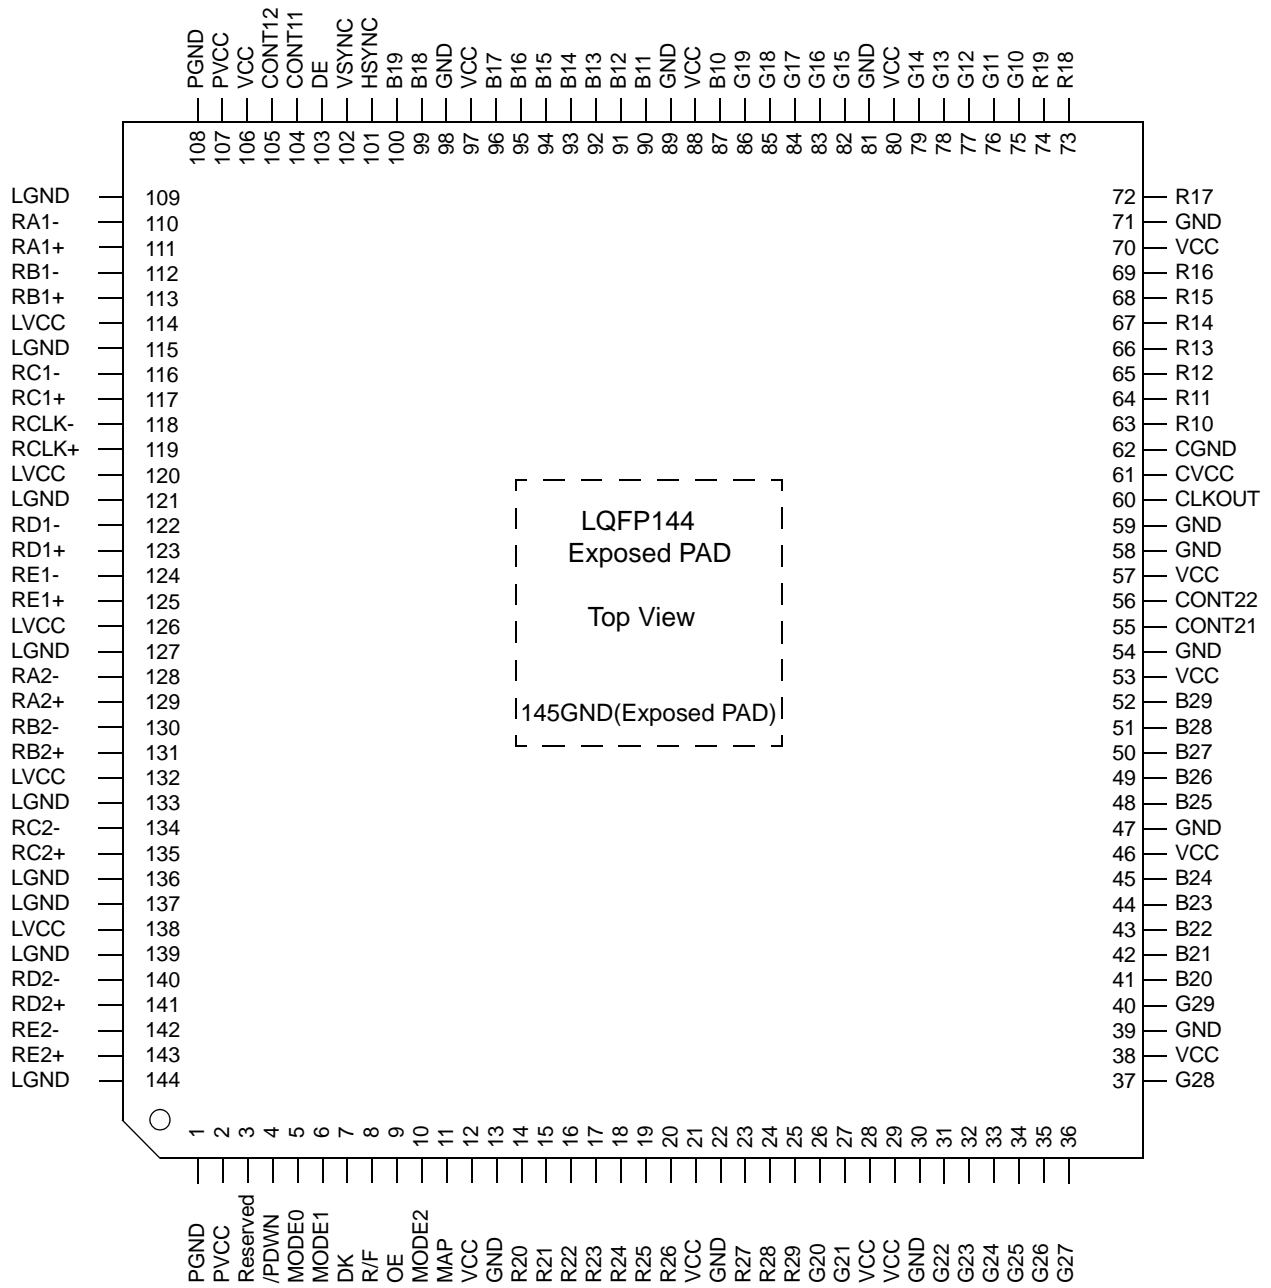 PGND PVCC VCC CONT12 CONT11 DE VSYNC HSYNC B19 B18 GND VCC B17 B16 B15 B14 B13 B12 B11 GND VCC B10 G19 G18 G17 G16 G15 GND VCC G14 G13 G12 G11 G10 R19 R18
108 107 106 105 104 103 102 101 100 99 98 97 96 95 94 93 92 91 90 89 88 87 86 85 84 83 82 81 80 79 78 77 76 75 74 73
LGND 109 72 R17
RA1- 110 71 GND
RA1+ 111 70 VCC
RB1- 112 69 R16
RB1+ 113 68 R15
LVCC 114 67 R14
LGND 115 66 R13
RC1- 116 65 R12
RC1+ 117 64 R11
RCLK- 118 63 R10
RCLK+ 119 62 CGND
LVCC 120 61 CVCC
LGND 121 60 CLKOUT
RD1- 122 59 GND
RD1+ 123 58 GND
RE1- 124 57 VCC
RE1+ 125 56 CONT22
LVCC 126 55 CONT21
LGND 127 54 GND
RA2- 128 53 VCC
RA2+ 129 52 B29
RB2- 130 51 B28
RB2+ 131 50 B27
LVCC 132 49 B26
LGND 133 48 B25
RC2- 134 47 GND
RC2+ 135 46 VCC
LGND 136 45 B24
LGND 137 44 B23
LVCC 138 43 B22
LGND 139 42 B21
RD2- 140 41 B20
RD2+ 141 40 G29
RE2- 142 39 GND
RE2+ 143 38 VCC
LGND 144 37 G28
LQFP144
Exposed PAD
Top View
145GND(Exposed PAD)
1 2 3 4 5 6 7 8 9 10 11 12 13 14 15 16 17 18 19 20 21 22 23 24 25 26 27 28 29 30 31 32 33 34 35 36
PGND PVCC Reserved /PDWN MODE0 MODE1 DK R/F OE MODE2 MAP VCC GND R20 R21 R22 R23 R24 R25 R26 VCC GND R27 R28 R29 G20 G21 VCC VCC GND G22 G23 G24 G25 G26 G27